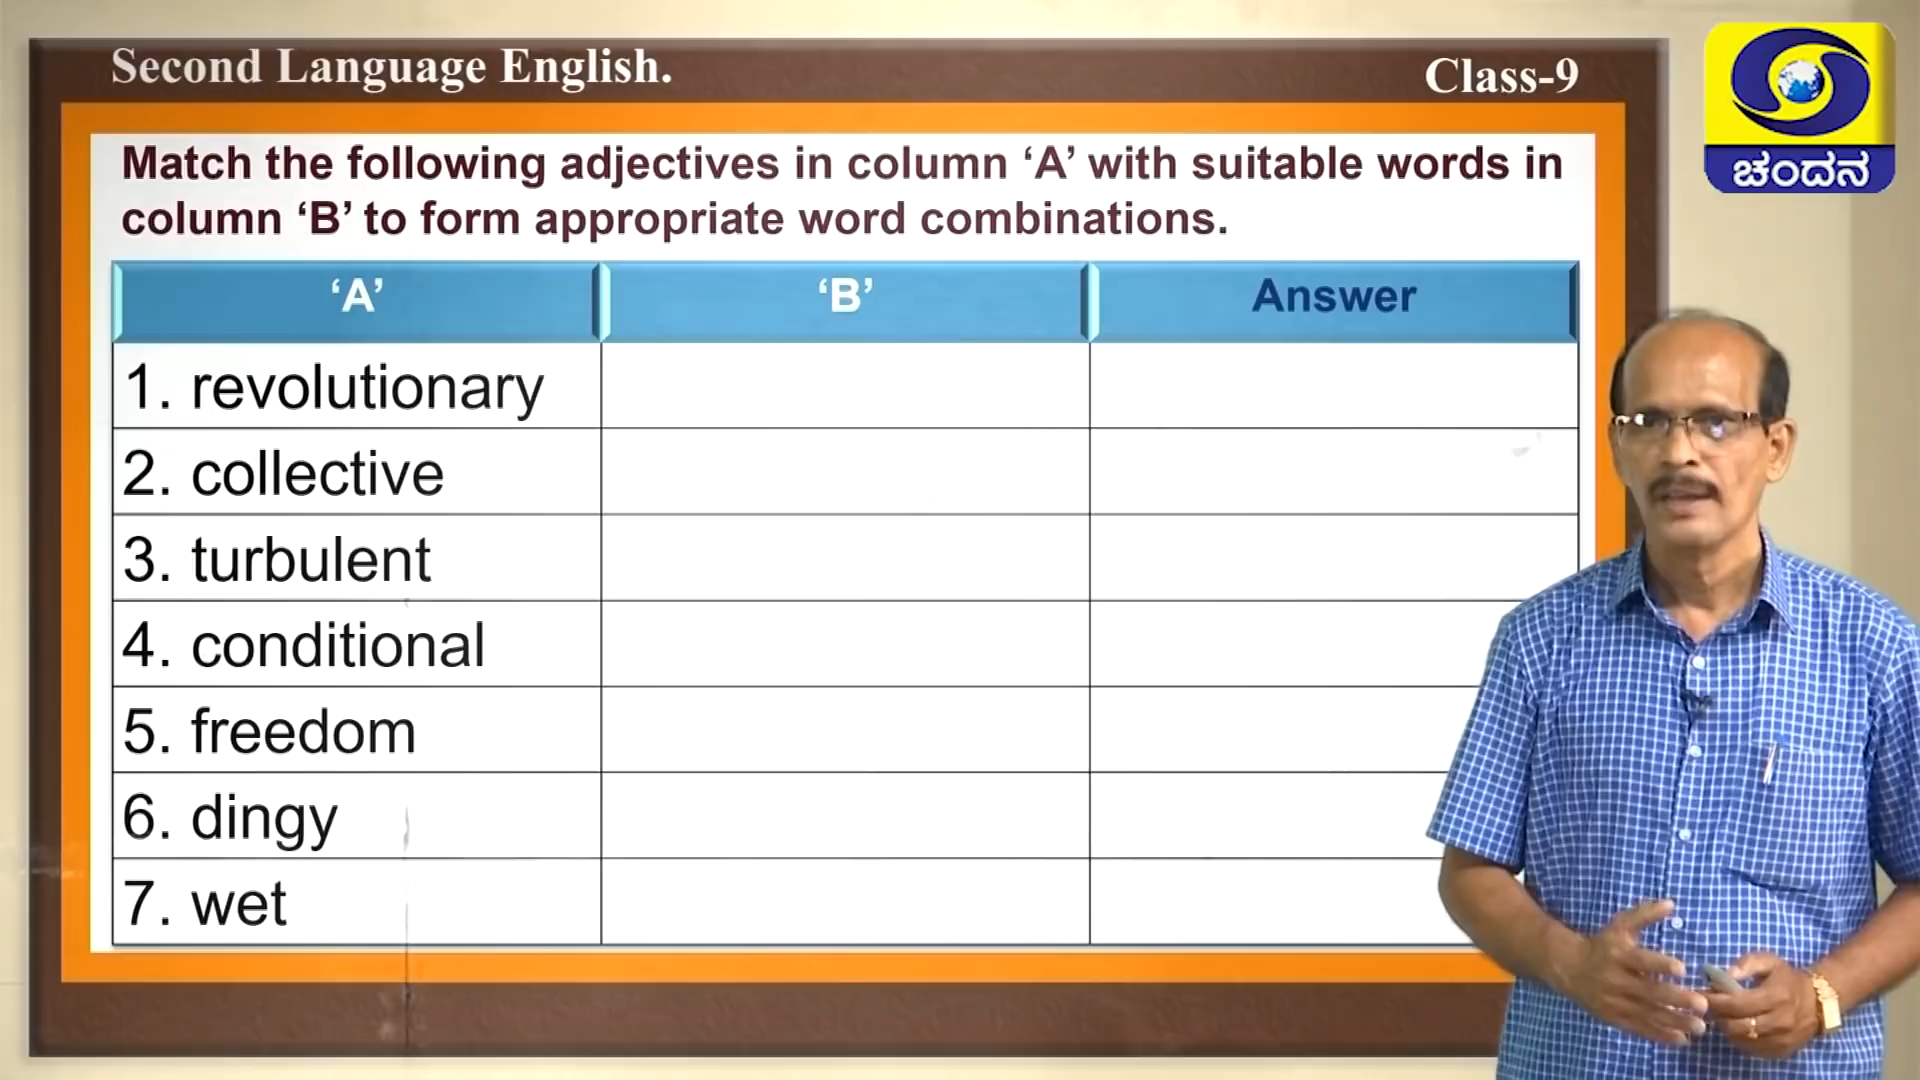 Second Language English.
Class-9
ಚಂದನ
Match the following adjectives in column ‘A’ with suitable words in
column ‘B’ to form appropriate word combinations.
‘A’ ‘B’ Answer
1. revolutionary
2. collective
3. turbulent
4. conditional
5. freedom
6. dingy
7. wet